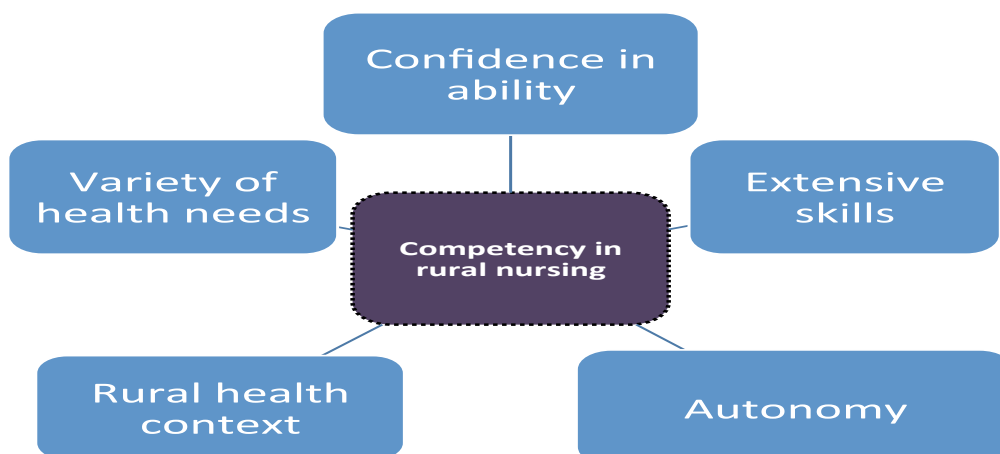 Confidence in
ability
Variety of
health needs
Extensive
skills
Competency in
rural nursing
Rural health
context
Autonomy